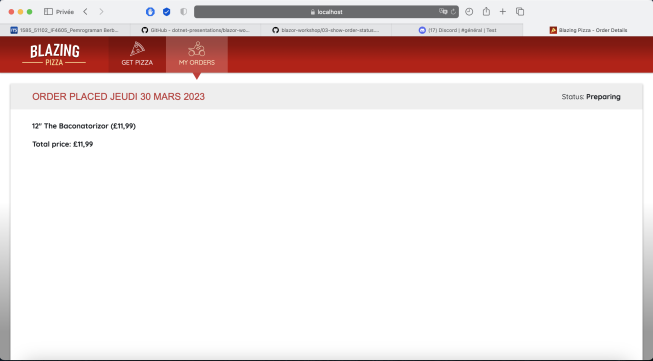 Privée
localhost
1586_S1102_IF4605_Pemrograman Berb...
GitHub - dotnet-presentations/blazor-wo...
blazor-workshop/03-show-order-status....
(17) Discord | #général | Test
Blazing Pizza - Order Details
BLAZING
PIZZA
GET PIZZA
MY ORDERS
ORDER PLACED JEUDI 30 MARS 2023
Status: Preparing
12" The Baconatorizor (£11,99)
Total price: £11,99